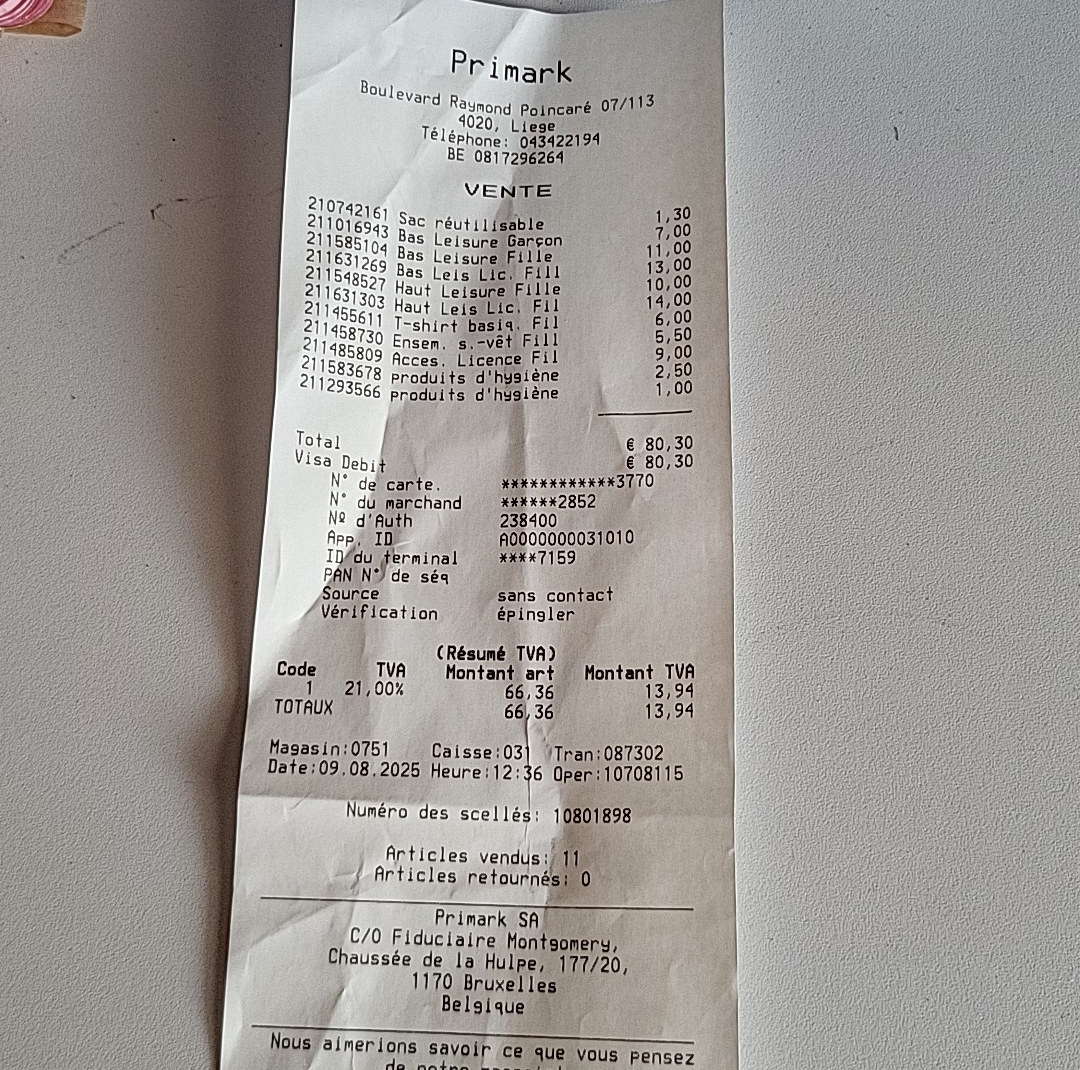 Primark
Boulevard Raymond Poincaré 07/113
4020, Liege
Téléphone: 043422194
BE 0817296264
VENTE
210742161 Sac réutilisable 1,30
211016943 Bas Leisure Garçon 7,00
211585104 Bas Leisure Fille 11,00
211631269 Bas Leis Lic. Fill 13,00
211548527 Haut Leisure Fille 10,00
211631303 Haut Leis Lic. Fil 14,00
211455611 T-shirt basiq. Fil 6,00
211458730 Ensem. s.-vêt Fill 5,50
211485809 Acces. Licence Fil 9,00
211583678 produits d'hygiène 2,50
211293566 produits d'hygiène 1,00
Total € 80,30
Visa Debit € 80,30
N° de carte. ************3770
N° du marchand ******2852
Nº d'Auth 238400
App. ID A0000000031010
ID du terminal ****7159
PAN N° de séq
Source sans contact
Vérification épingler
(Résumé TVA)
Code TVA Montant art Montant TVA
1 21,00% 66,36 13,94
TOTAUX 66,36 13,94
Magasin:0751 Caisse:031 Tran:087302
Date:09.08.2025 Heure:12:36 Oper:10708115
Numéro des scellés: 10801898
Articles vendus: 11
Articles retournés: 0
Primark SA
C/O Fiduciaire Montgomery,
Chaussée de la Hulpe, 177/20,
1170 Bruxelles
Belgique
Nous aimerions savoir ce que vous pensez
de notre